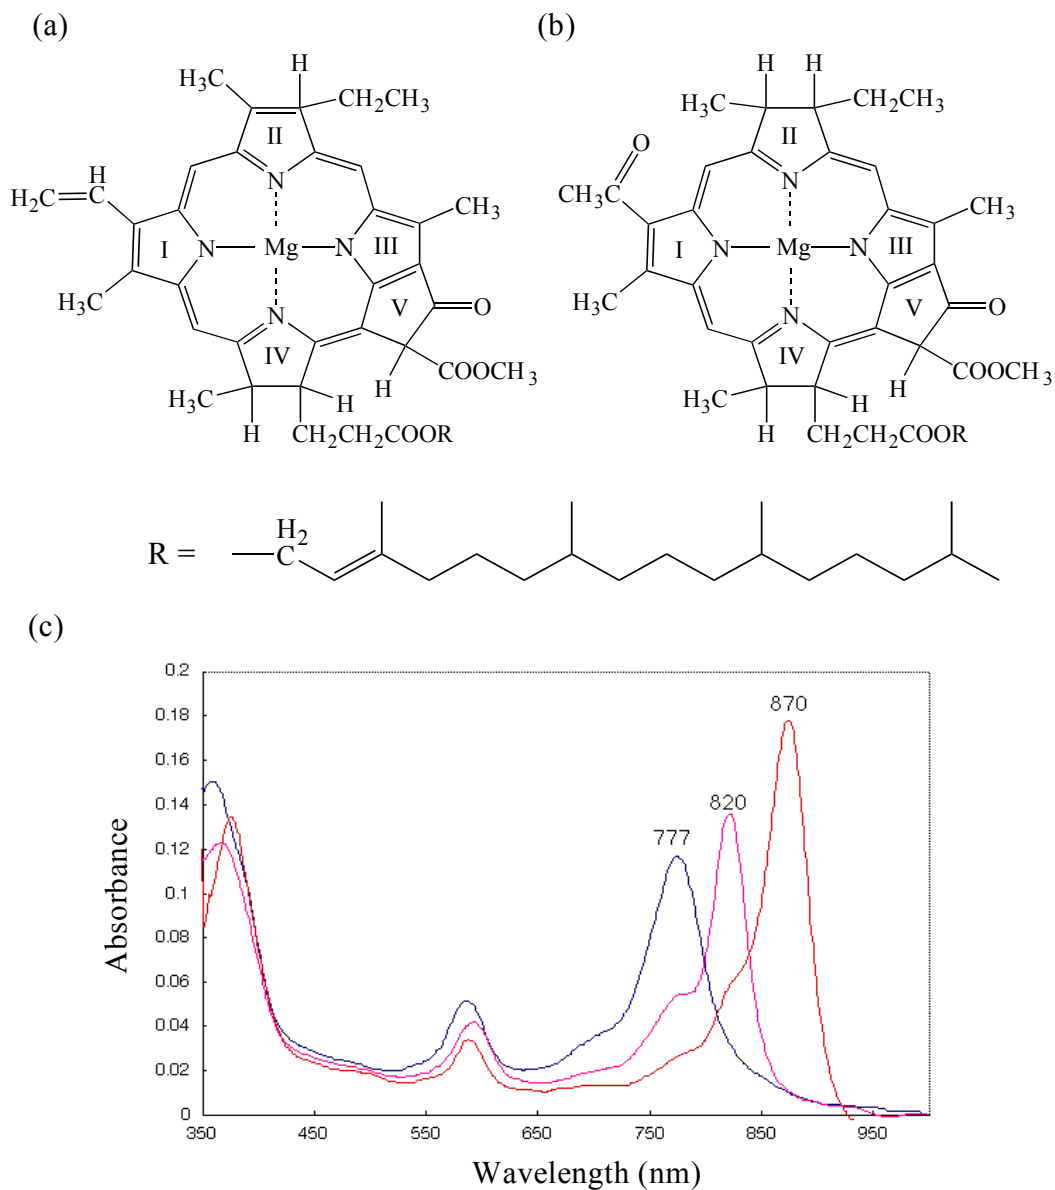 (a)
(b)
H
H3C
CH2CH3
II
H
H2C
N
CH3
I
N
Mg
N
III
H3C
V
O
N
IV
H3C
H
COOCH3
H
H
CH2CH2COOR
H
H
H3C
CH2CH3
II
O
CH3
C
N
CH3
I
N
Mg
N
III
H3C
V
O
N
IV
H3C
H
COOCH3
H
H
CH2CH2COOR
R =
H2
C
(c)
0.2
0.18
0.16
0.14
0.12
0.1
0.08
0.06
0.04
0.02
0
870
820
777
350
450
550
650
750
850
950
Absorbance
Wavelength (nm)